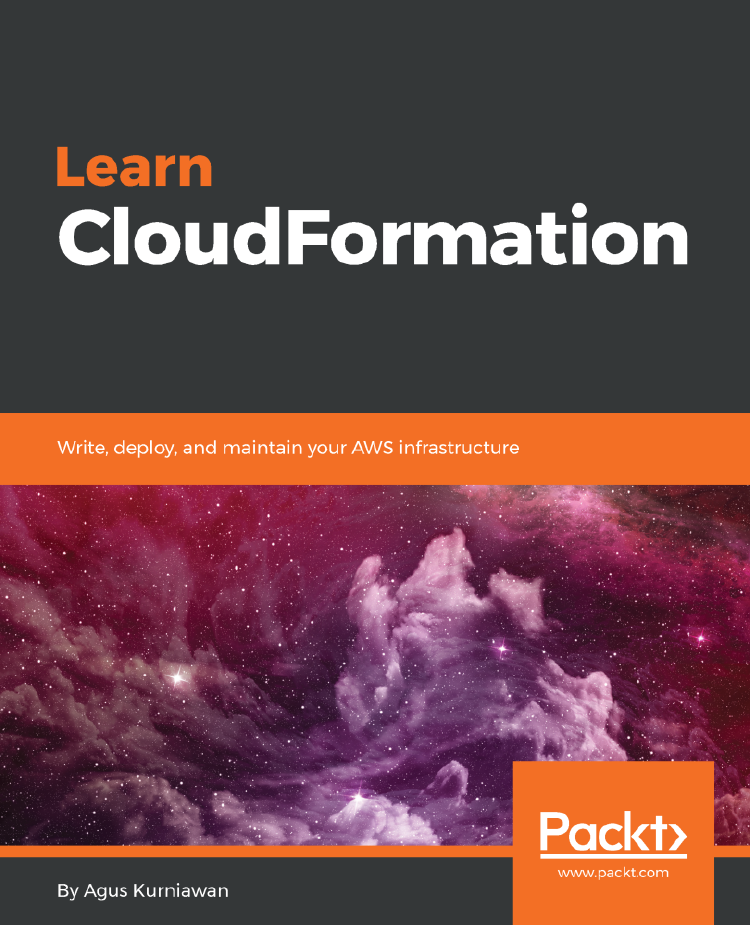 Learn
CloudFormation
Write, deploy, and maintain your AWS infrastructure
Packt>
www.packt.com
By Agus Kurniawan